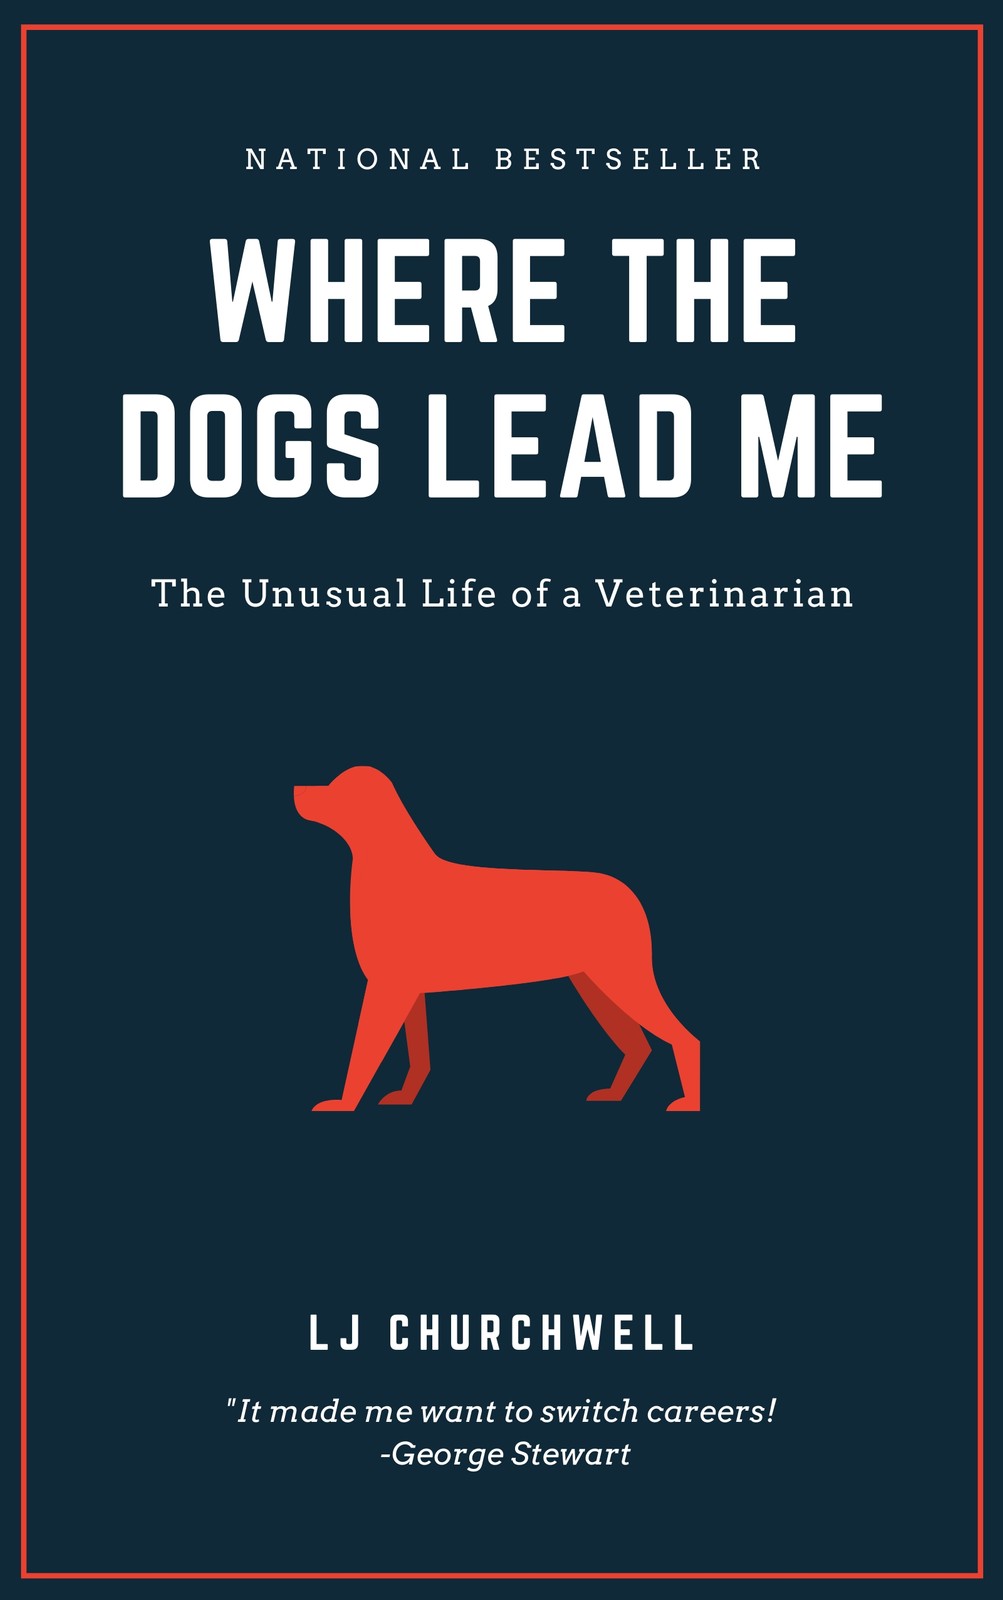 NATIONAL BESTSELLER
WHERE THE
DOGS LEAD ME
The Unusual Life of a Veterinarian
LJ CHURCHWELL
"It made me want to switch careers!
-George Stewart